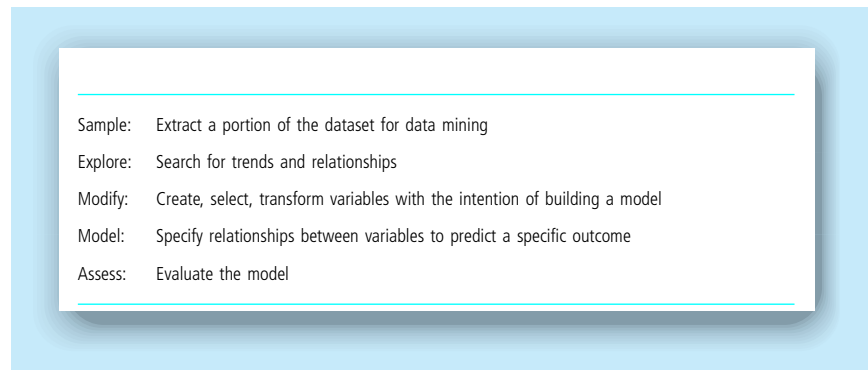 Sample: Extract a portion of the dataset for data mining
Explore: Search for trends and relationships
Modify: Create, select, transform variables with the intention of building a model
Model: Specify relationships between variables to predict a specific outcome
Assess: Evaluate the model